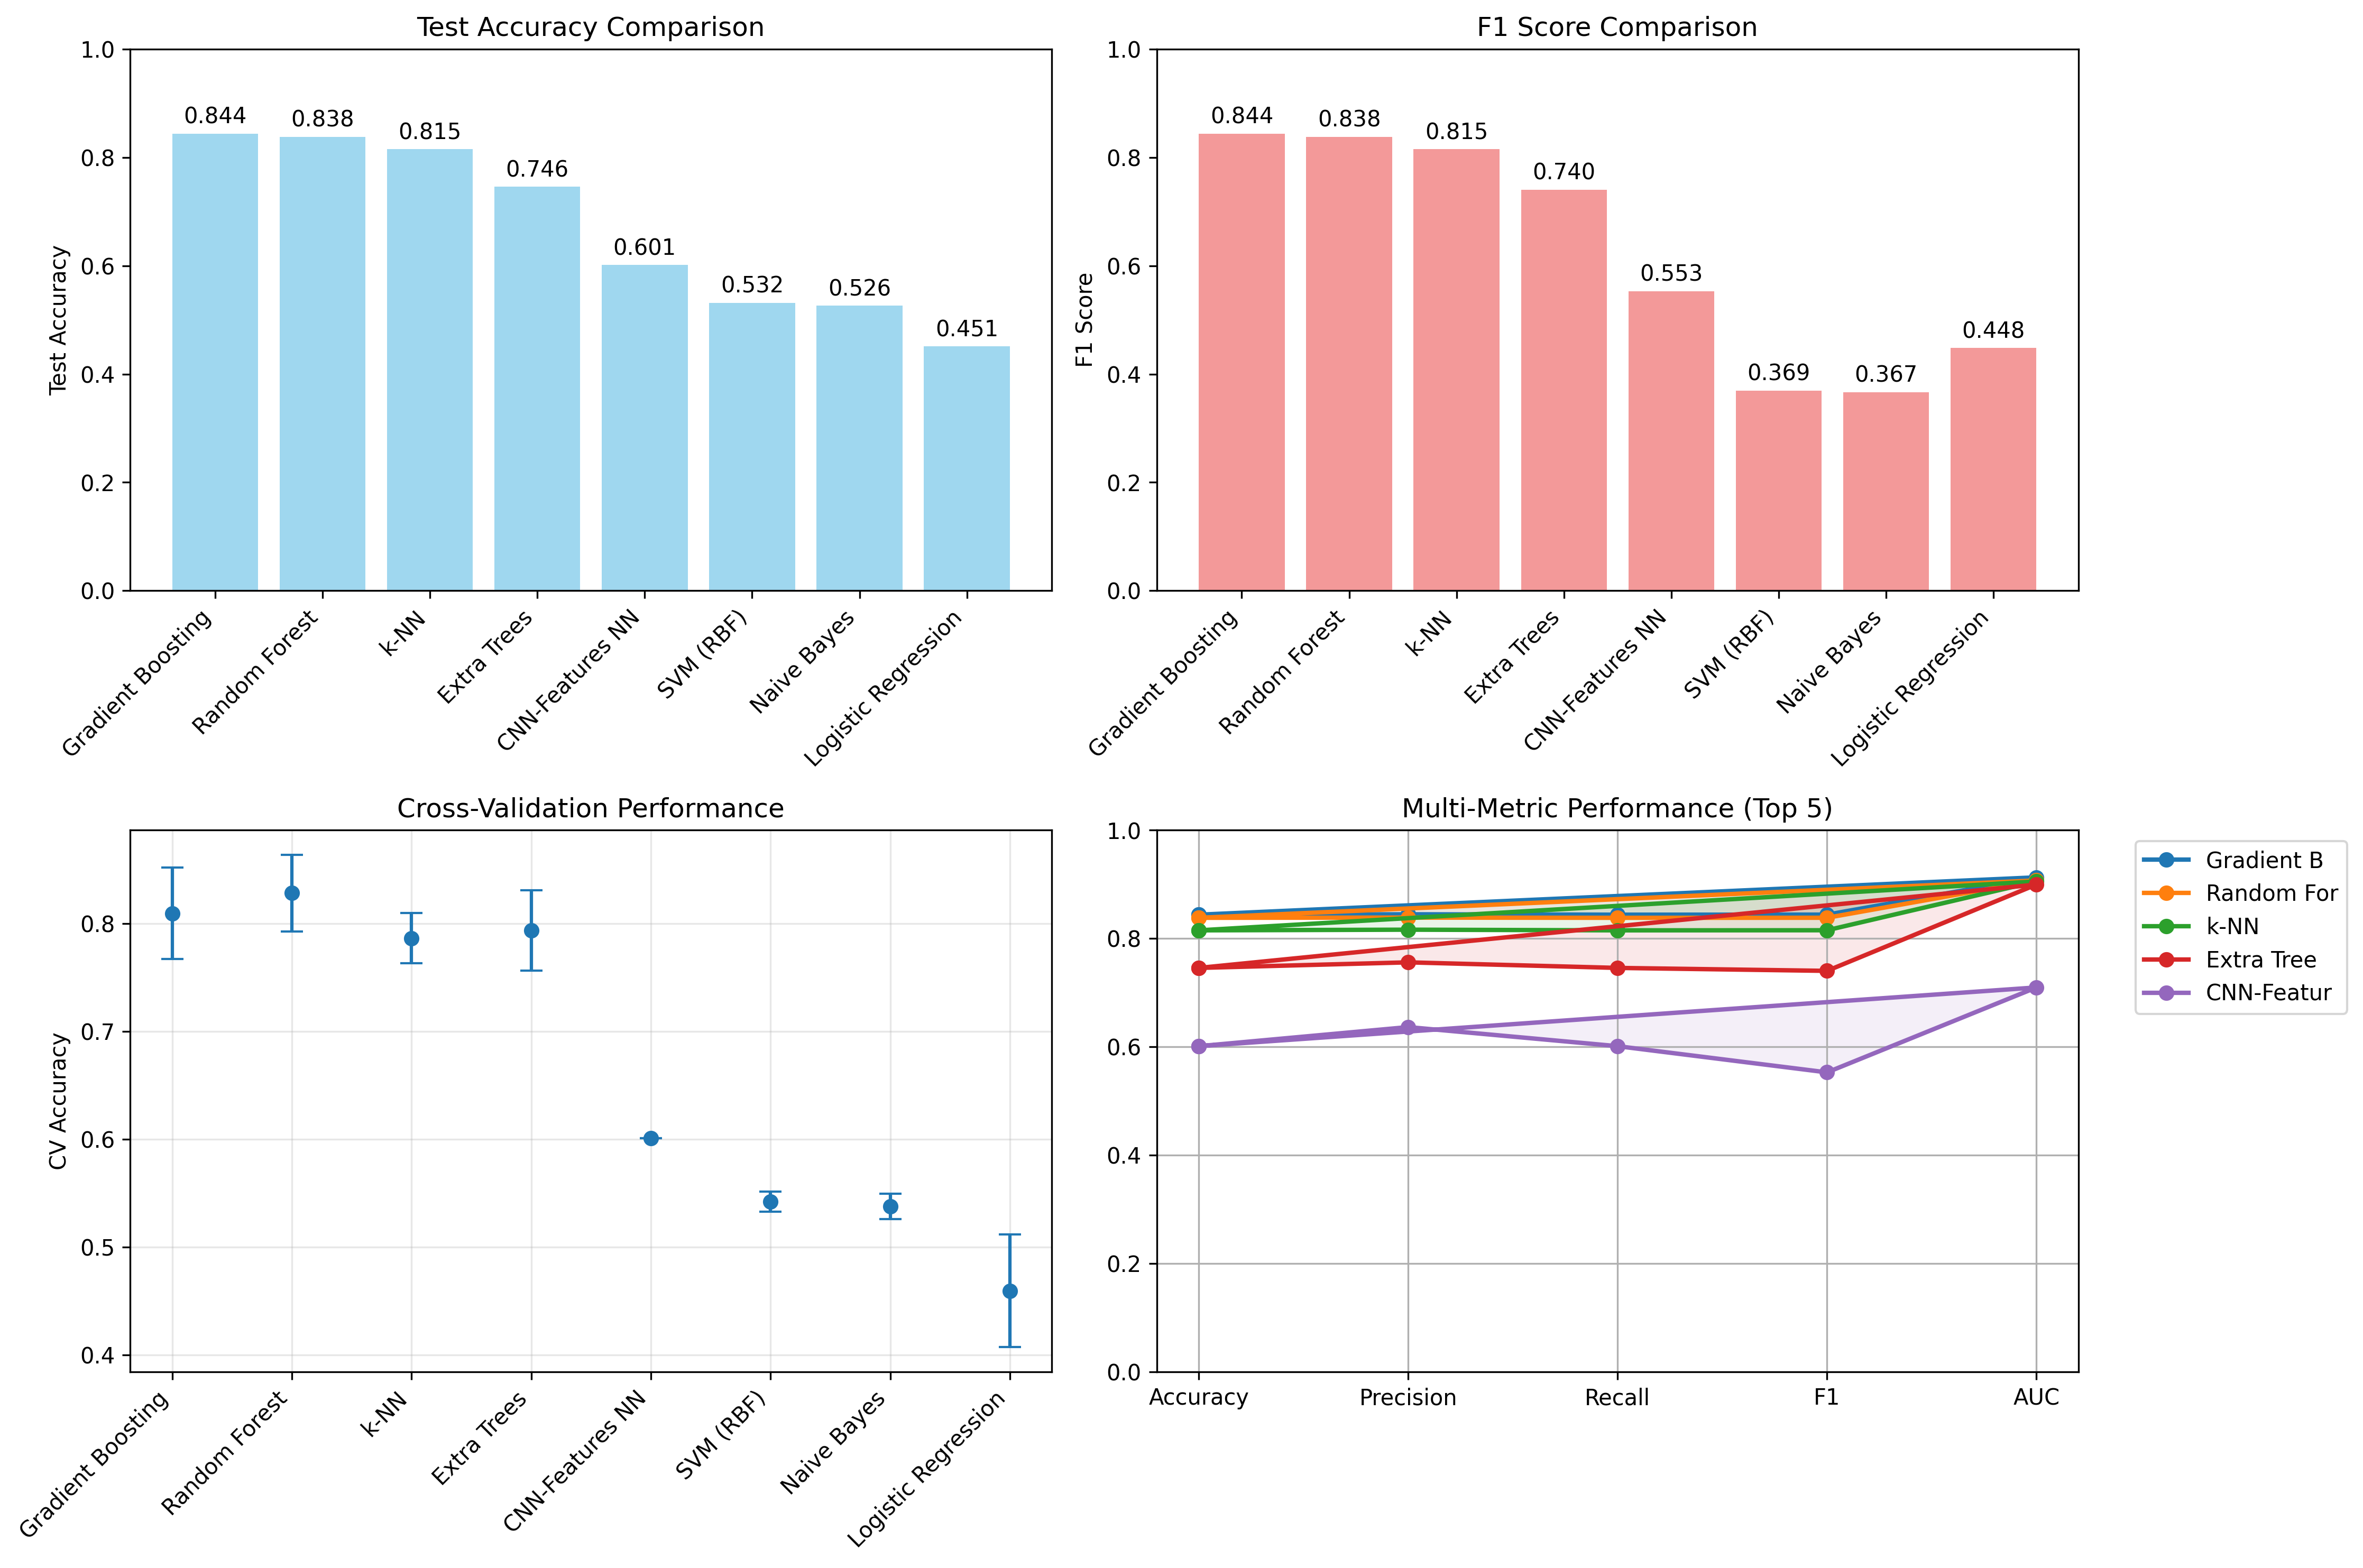 Test Accuracy Comparison
Test Accuracy
1.0
0.8
0.6
0.4
0.2
0.0
0.844
0.838
0.815
0.746
0.601
0.532
0.526
0.451
Gradient Boosting
Random Forest
k-NN
Extra Trees
CNN-Features NN
SVM (RBF)
Naive Bayes
Logistic Regression
F1 Score Comparison
F1 Score
1.0
0.8
0.6
0.4
0.2
0.0
0.844
0.838
0.815
0.740
0.553
0.369
0.367
0.448
Gradient Boosting
Random Forest
k-NN
Extra Trees
CNN-Features NN
SVM (RBF)
Naive Bayes
Logistic Regression
Cross-Validation Performance
CV Accuracy
0.8
0.7
0.6
0.5
0.4
Gradient Boosting
Random Forest
k-NN
Extra Trees
CNN-Features NN
SVM (RBF)
Naive Bayes
Logistic Regression
Multi-Metric Performance (Top 5)
1.0
0.8
0.6
0.4
0.2
0.0
Accuracy
Precision
Recall
F1
AUC
Gradient B
Random For
k-NN
Extra Tree
CNN-Featur